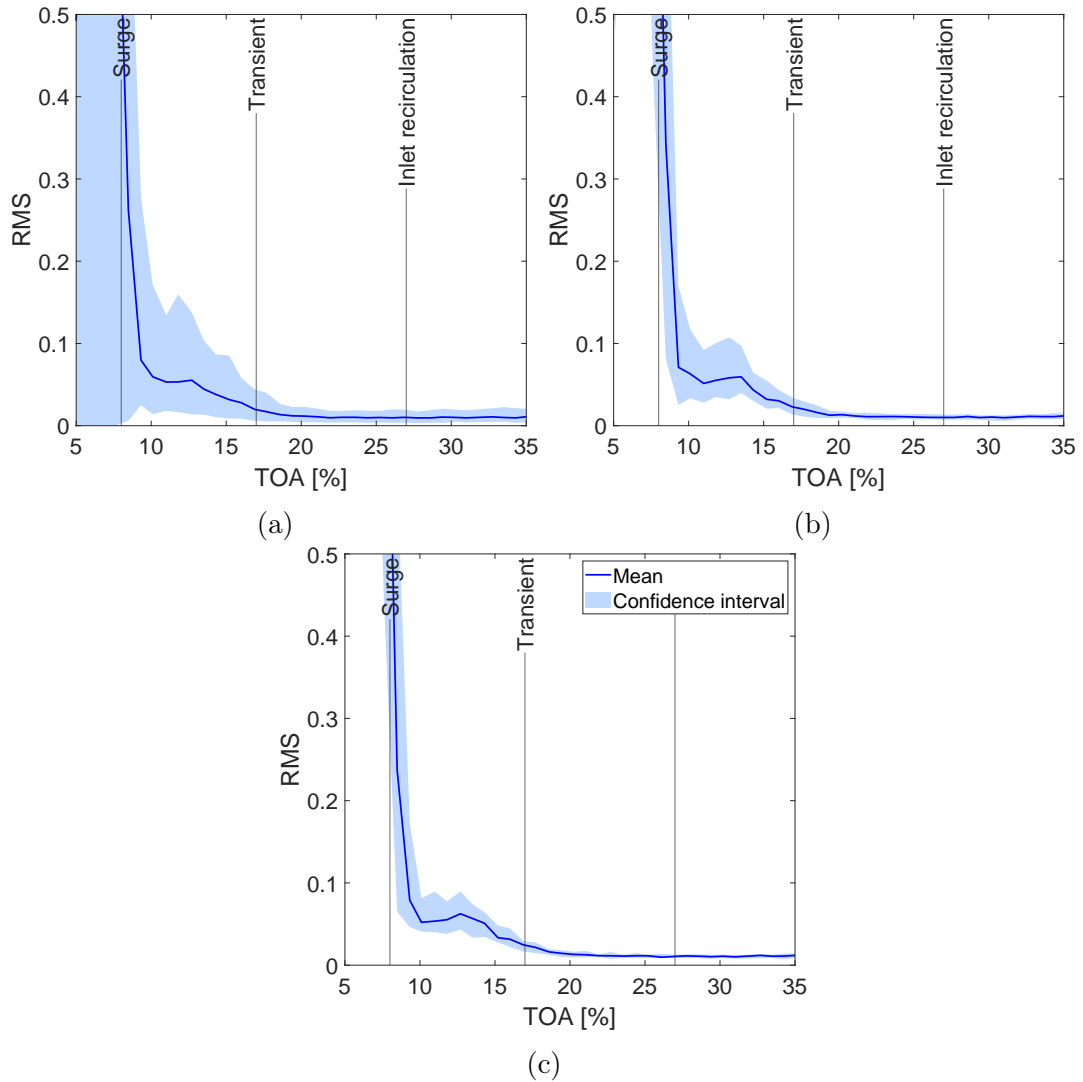 0.5
0.4
0.3
0.2
0.1
0
RMS
Surge
Transient
Inlet recirculation
5 10 15 20 25 30 35
TOA [%]
(a)
0.5
0.4
0.3
0.2
0.1
0
RMS
Surge
Transient
Inlet recirculation
5 10 15 20 25 30 35
TOA [%]
(b)
0.5
0.4
0.3
0.2
0.1
0
RMS
Surge
Transient
Mean
Confidence interval
5 10 15 20 25 30 35
TOA [%]
(c)